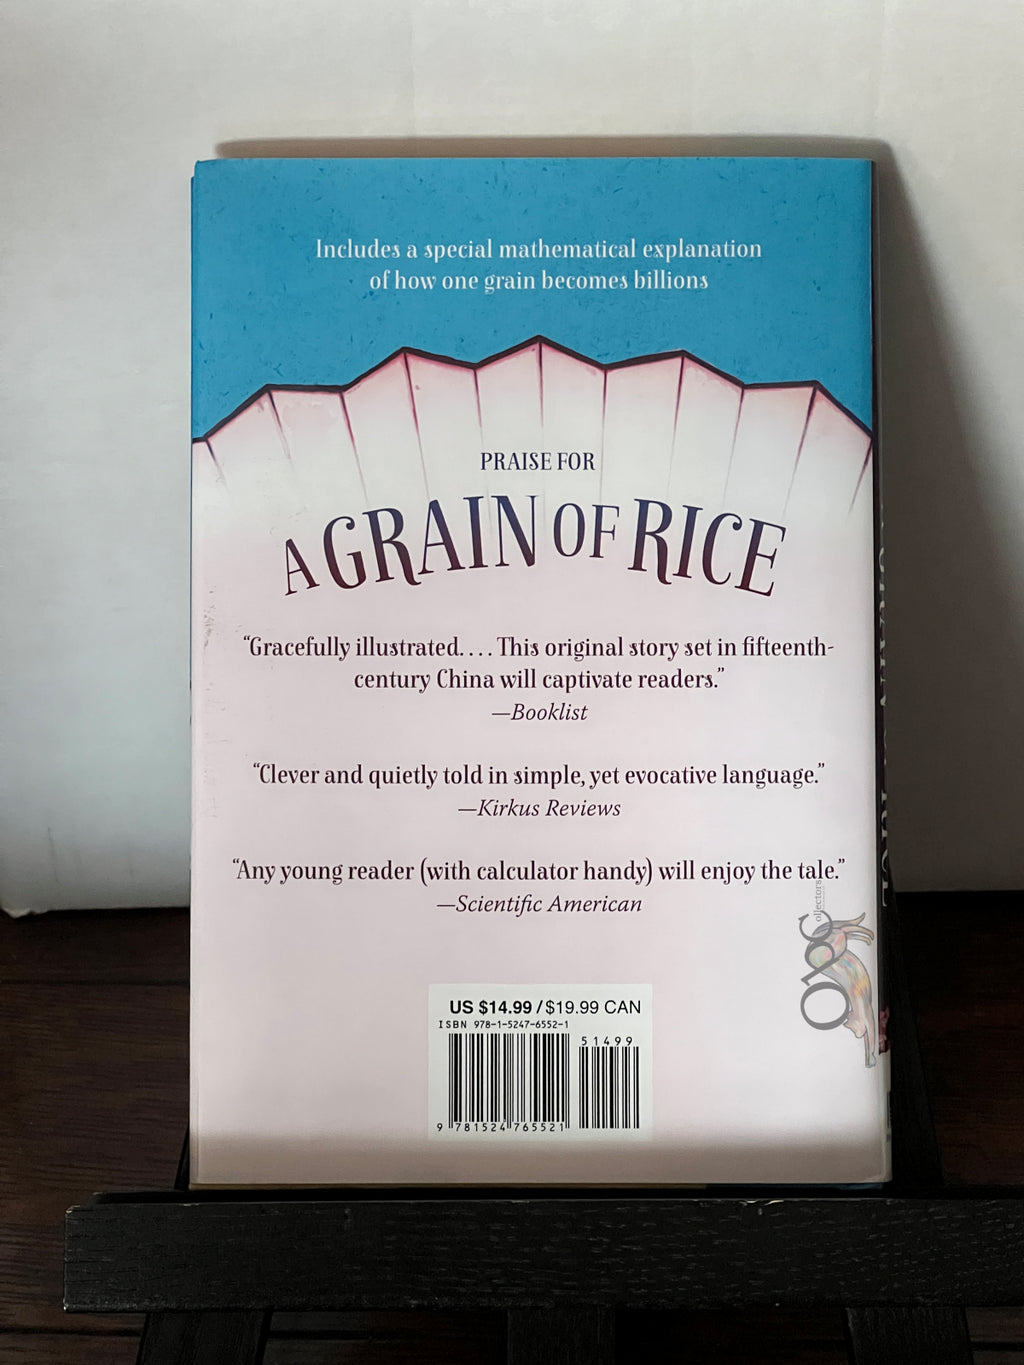 Includes a special mathematical explanation
of how one grain becomes billions
PRAISE FOR
A GRAIN OF RICE
“Gracefully illustrated. . . . This original story set in fifteenth-
century China will captivate readers.”
—Booklist
“Clever and quietly told in simple, yet evocative language.”
—Kirkus Reviews
“Any young reader (with calculator handy) will enjoy the tale.”
—Scientific American
US $14.99 / $19.99 CAN
ISBN 978-1-5247-6552-1
51499
9 781524 765521